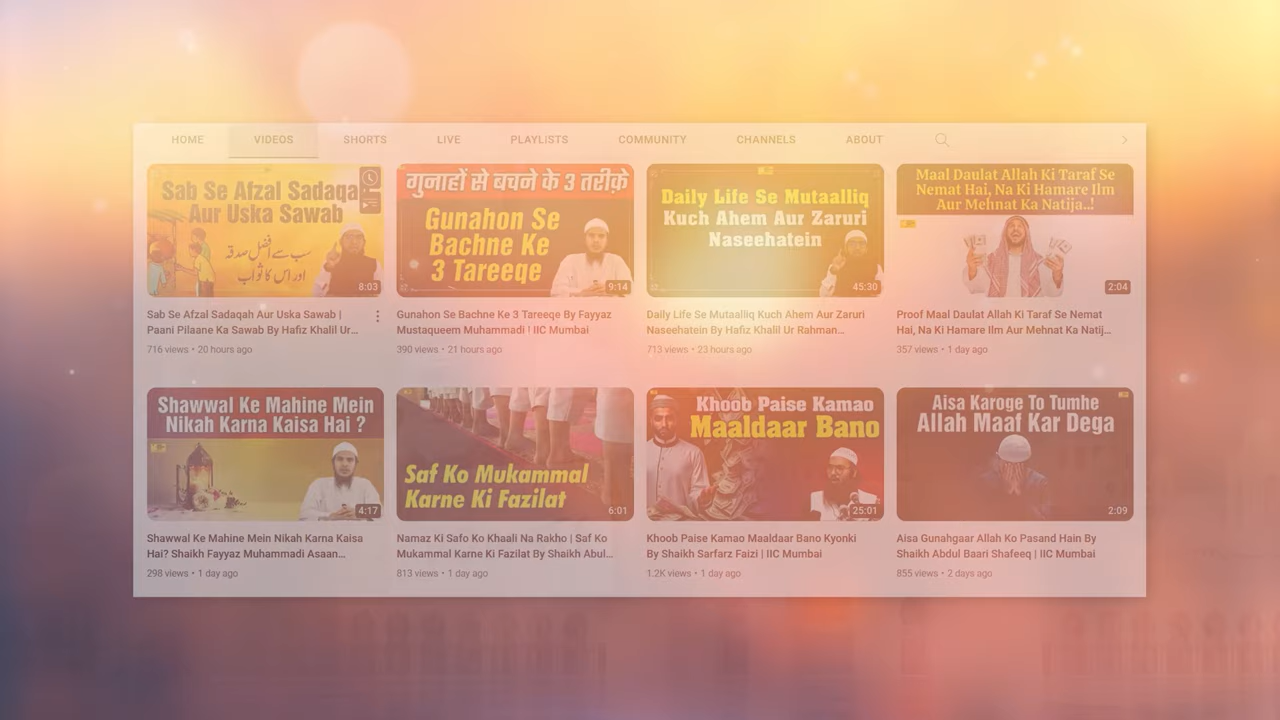 HOME VIDEOS SHORTS LIVE PLAYLISTS COMMUNITY CHANNELS ABOUT
Sab Se Afzal Sadaqa
Aur Uska Sawab
سب سے افضل صدقہ
اور اس کا ثواب
8:03
Sab Se Afzal Sadaqah Aur Uska Sawab |
Paani Pilaane Ka Sawab By Hafiz Khalil Ur...
716 views • 20 hours ago
गुनाहों से बचने के 3 तरीक़े
Gunahon Se
Bachne Ke
3 Tareeqe
9:14
Gunahon Se Bachne Ke 3 Tareeqe By Fayyaz
Mustaqueem Muhammadi ! IIC Mumbai
390 views • 21 hours ago
Daily Life Se Mutaalliq
Kuch Ahem Aur Zaruri
Naseehatein
45:30
Daily Life Se Mutaalliq Kuch Ahem Aur Zaruri
Naseehatein By Hafiz Khalil Ur Rahman...
713 views • 23 hours ago
Maal Daulat Allah Ki Taraf Se
Nemat Hai, Na Ki Hamare Ilm
Aur Mehnat Ka Natija..!
2:04
Proof Maal Daulat Allah Ki Taraf Se Nemat
Hai, Na Ki Hamare Ilm Aur Mehnat Ka Natij...
357 views • 1 day ago
Shawwal Ke Mahine Mein
Nikah Karna Kaisa Hai ?
4:17
Shawwal Ke Mahine Mein Nikah Karna Kaisa
Hai? Shaikh Fayyaz Muhammadi Asaan...
298 views • 1 day ago
Saf Ko Mukammal
Karne Ki Fazilat
6:01
Namaz Ki Safo Ko Khaali Na Rakho | Saf Ko
Mukammal Karne Ki Fazilat By Shaikh Abul...
813 views • 1 day ago
Khoob Paise Kamao
Maaldaar Bano
25:01
Khoob Paise Kamao Maaldaar Bano Kyonki
By Shaikh Sarfarz Faizi | IIC Mumbai
1.2K views • 1 day ago
Aisa Karoge To Tumhe
Allah Maaf Kar Dega
2:09
Aisa Gunahgaar Allah Ko Pasand Hain By
Shaikh Abdul Baari Shafeeq | IIC Mumbai
855 views • 2 days ago